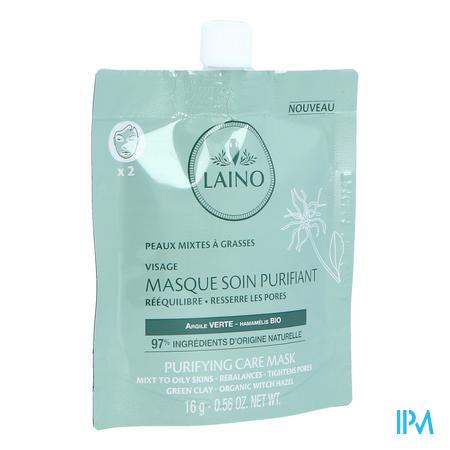 NOUVEAU
x 2
LAINO
PEAUX MIXTES À GRASSES
VISAGE
MASQUE SOIN PURIFIANT
RÉÉQUILIBRE • RESSERRE LES PORES
ARGILE VERTE - HAMAMÉLIS BIO
97% INGRÉDIENTS D'ORIGINE NATURELLE
PURIFYING CARE MASK
MIXT TO OILY SKINS - REBALANCES - TIGHTENS PORES
GREEN CLAY - ORGANIC WITCH HAZEL
16 g - 0.56 OZ. NET WT.
IPM